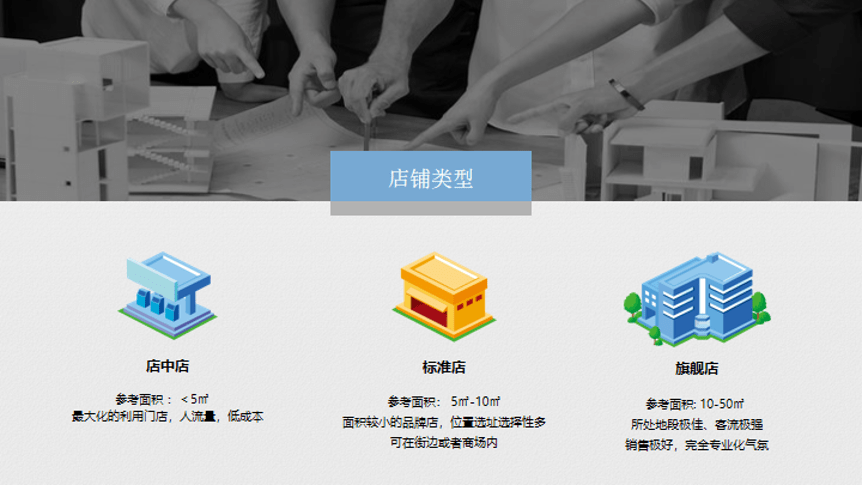 店铺类型
店中店
参考面积：＜5㎡
最大化的利用门店，人流量，低成本
标准店
参考面积： 5㎡-10㎡
面积较小的品牌店，位置选址选择性多
可在街边或者商场内
旗舰店
参考面积: 10-50㎡
所处地段极佳、客流极强
销售极好，完全专业化气氛